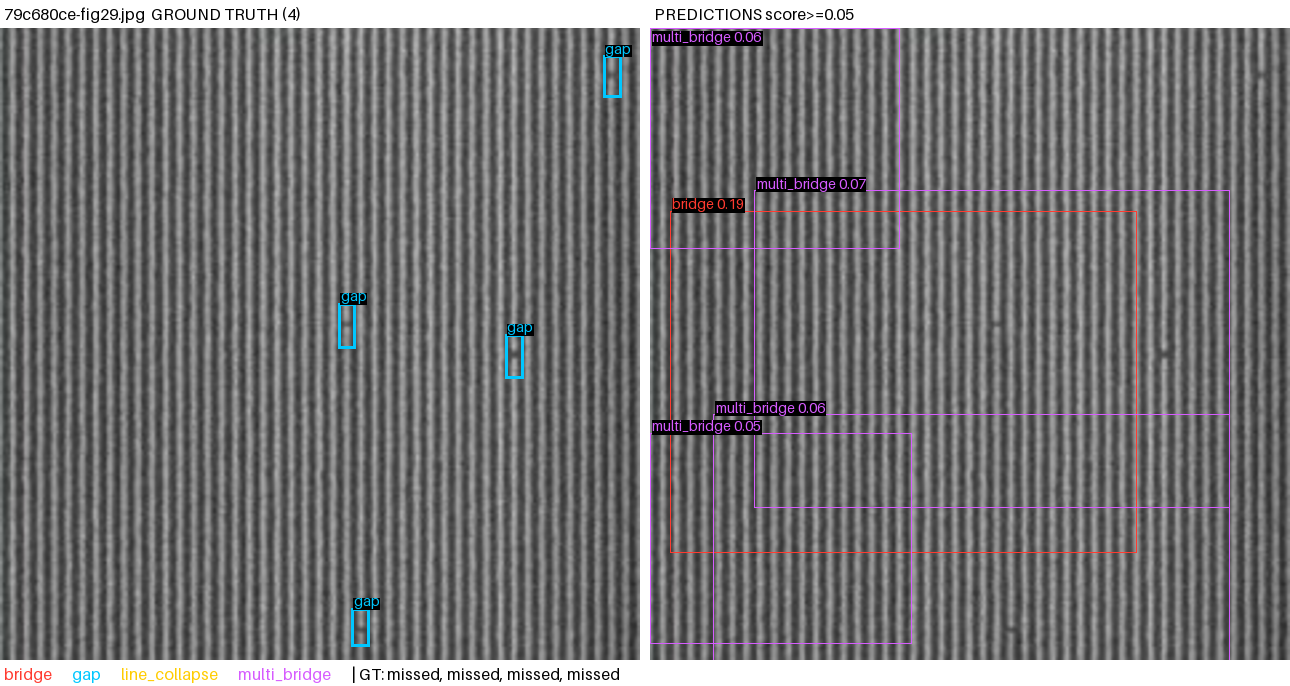 79c680ce-fig29.jpg GROUND TRUTH (4)
PREDICTIONS score>=0.05
gap
gap
gap
gap
multi_bridge 0.06
multi_bridge 0.07
bridge 0.19
multi_bridge 0.06
multi_bridge 0.05
bridge gap line_collapse multi_bridge | GT: missed, missed, missed, missed